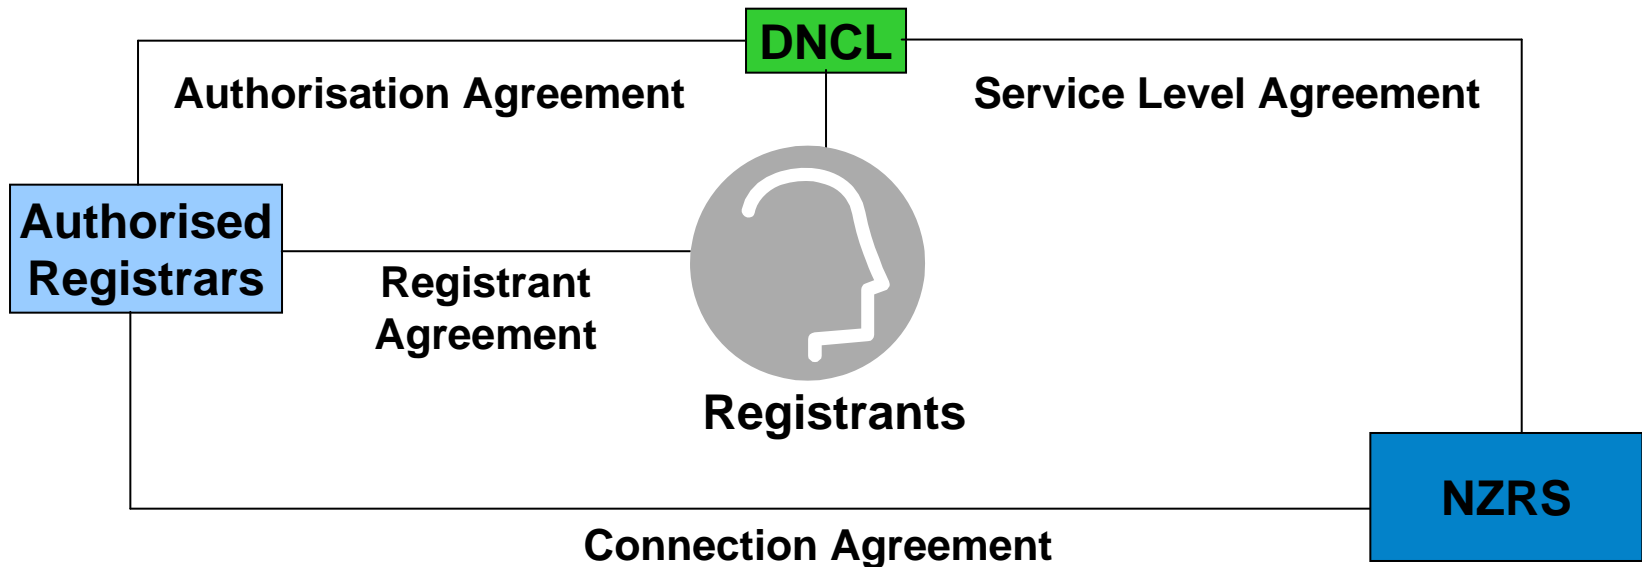 DNCL
Authorisation Agreement
Service Level Agreement
Authorised
Registrars
Registrant
Agreement
Registrants
NZRS
Connection Agreement